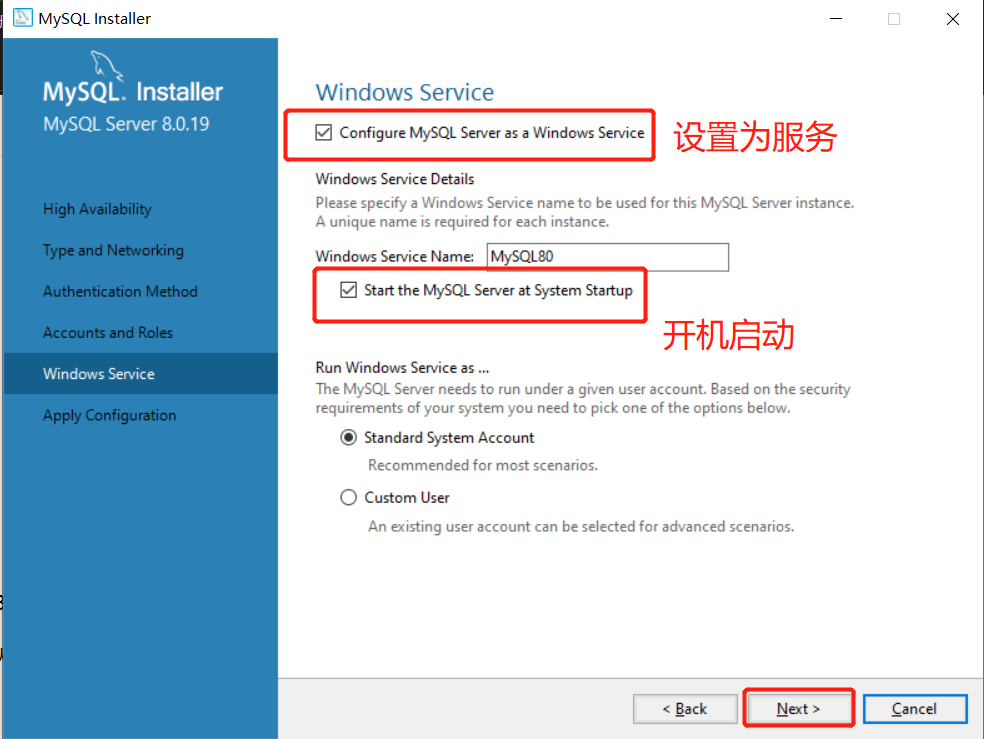 MySQL Installer
MySQL. Installer
MySQL Server 8.0.19
High Availability
Type and Networking
Authentication Method
Accounts and Roles
Windows Service
Apply Configuration
Windows Service
Configure MySQL Server as a Windows Service
设置为服务
Windows Service Details
Please specify a Windows Service name to be used for this MySQL Server instance.
A unique name is required for each instance.
Windows Service Name: MySQL80
Start the MySQL Server at System Startup
开机启动
Run Windows Service as ...
The MySQL Server needs to run under a given user account. Based on the security
requirements of your system you need to pick one of the options below.
Standard System Account
Recommended for most scenarios.
Custom User
An existing user account can be selected for advanced scenarios.
< Back
Next >
Cancel